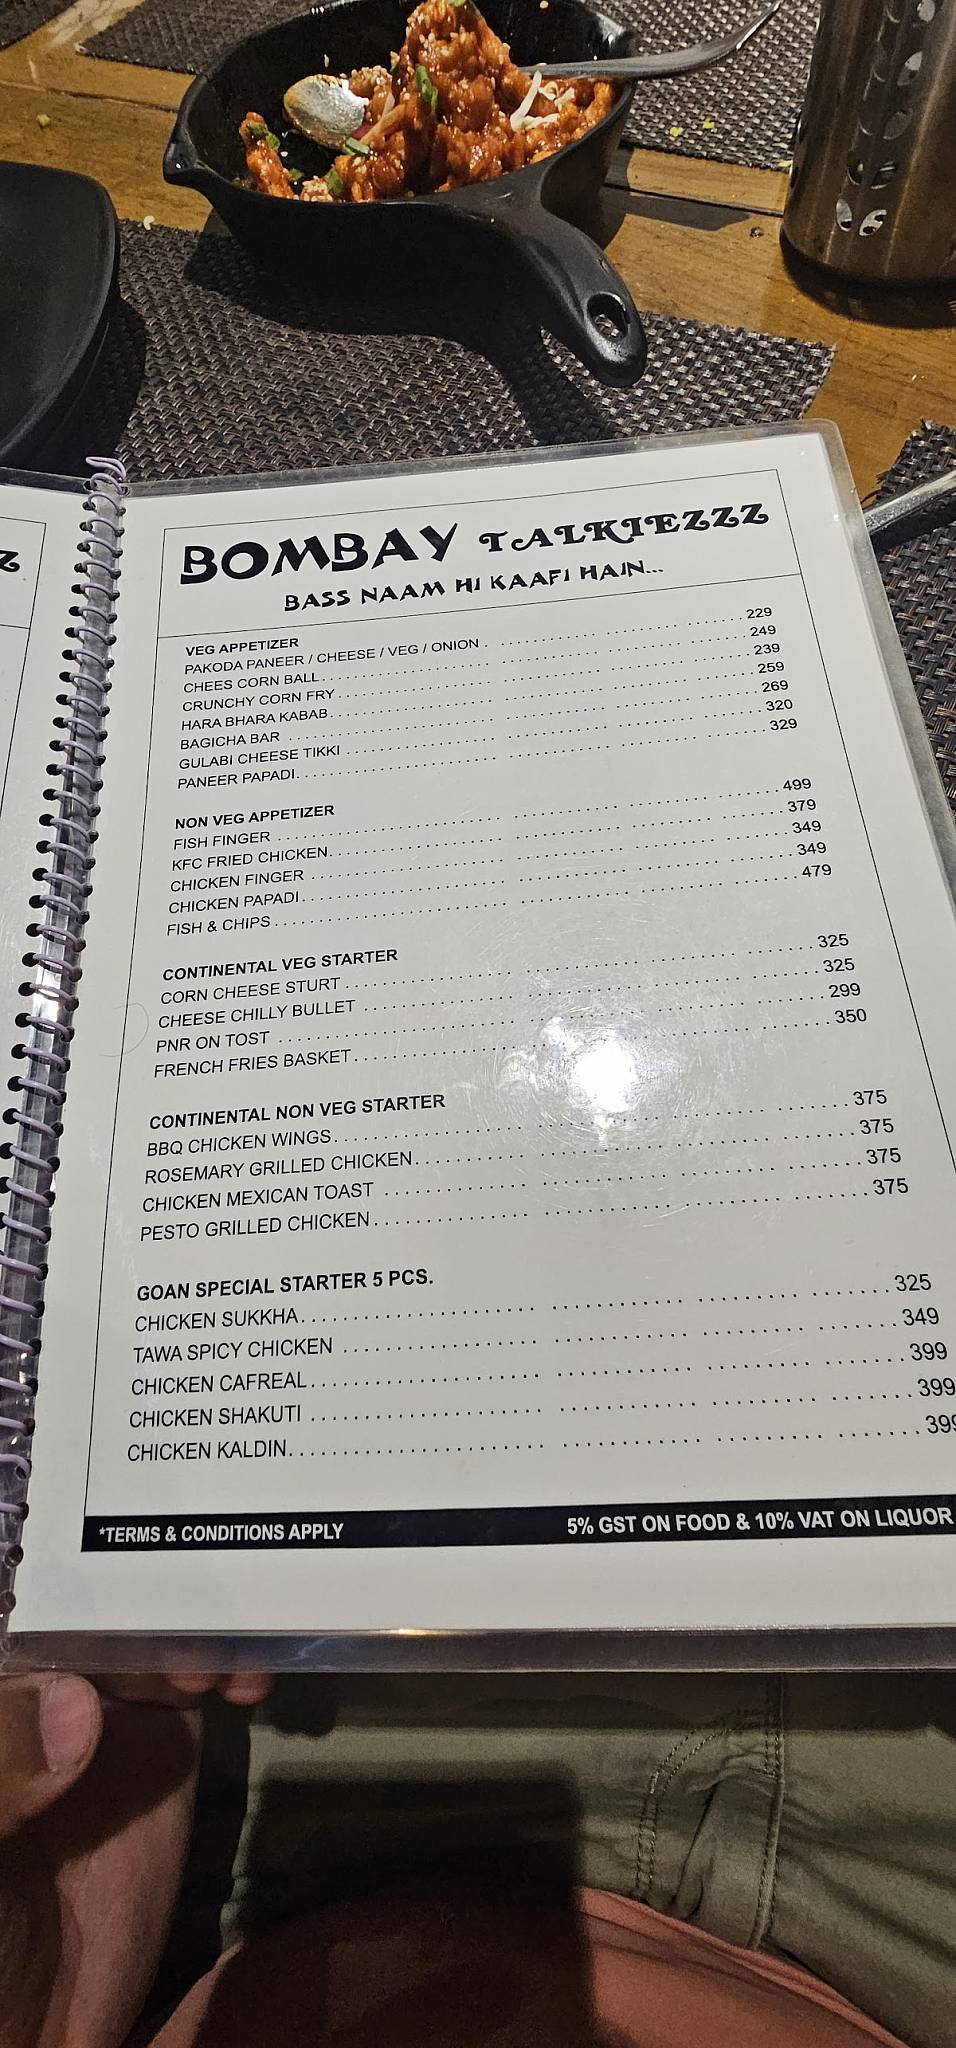 Z
BOMBAY TALKIEZZZ
BASS NAAM HI KAAFI HAIN...
VEG APPETIZER
PAKODA PANEER / CHEESE / VEG / ONION 229
CHEES CORN BALL 249
CRUNCHY CORN FRY 239
HARA BHARA KABAB 259
BAGICHA BAR 269
GULABI CHEESE TIKKI 320
PANEER PAPADI 329
NON VEG APPETIZER
FISH FINGER 499
KFC FRIED CHICKEN 379
CHICKEN FINGER 349
CHICKEN PAPADI 349
FISH & CHIPS 479
CONTINENTAL VEG STARTER
CORN CHEESE STURT 325
CHEESE CHILLY BULLET 325
PNR ON TOST 299
FRENCH FRIES BASKET 350
CONTINENTAL NON VEG STARTER
BBQ CHICKEN WINGS 375
ROSEMARY GRILLED CHICKEN 375
CHICKEN MEXICAN TOAST 375
PESTO GRILLED CHICKEN 375
GOAN SPECIAL STARTER 5 PCS.
CHICKEN SUKKHA 325
TAWA SPICY CHICKEN 349
CHICKEN CAFREAL 399
CHICKEN SHAKUTI 399
CHICKEN KALDIN 399
*TERMS & CONDITIONS APPLY 5% GST ON FOOD & 10% VAT ON LIQUOR